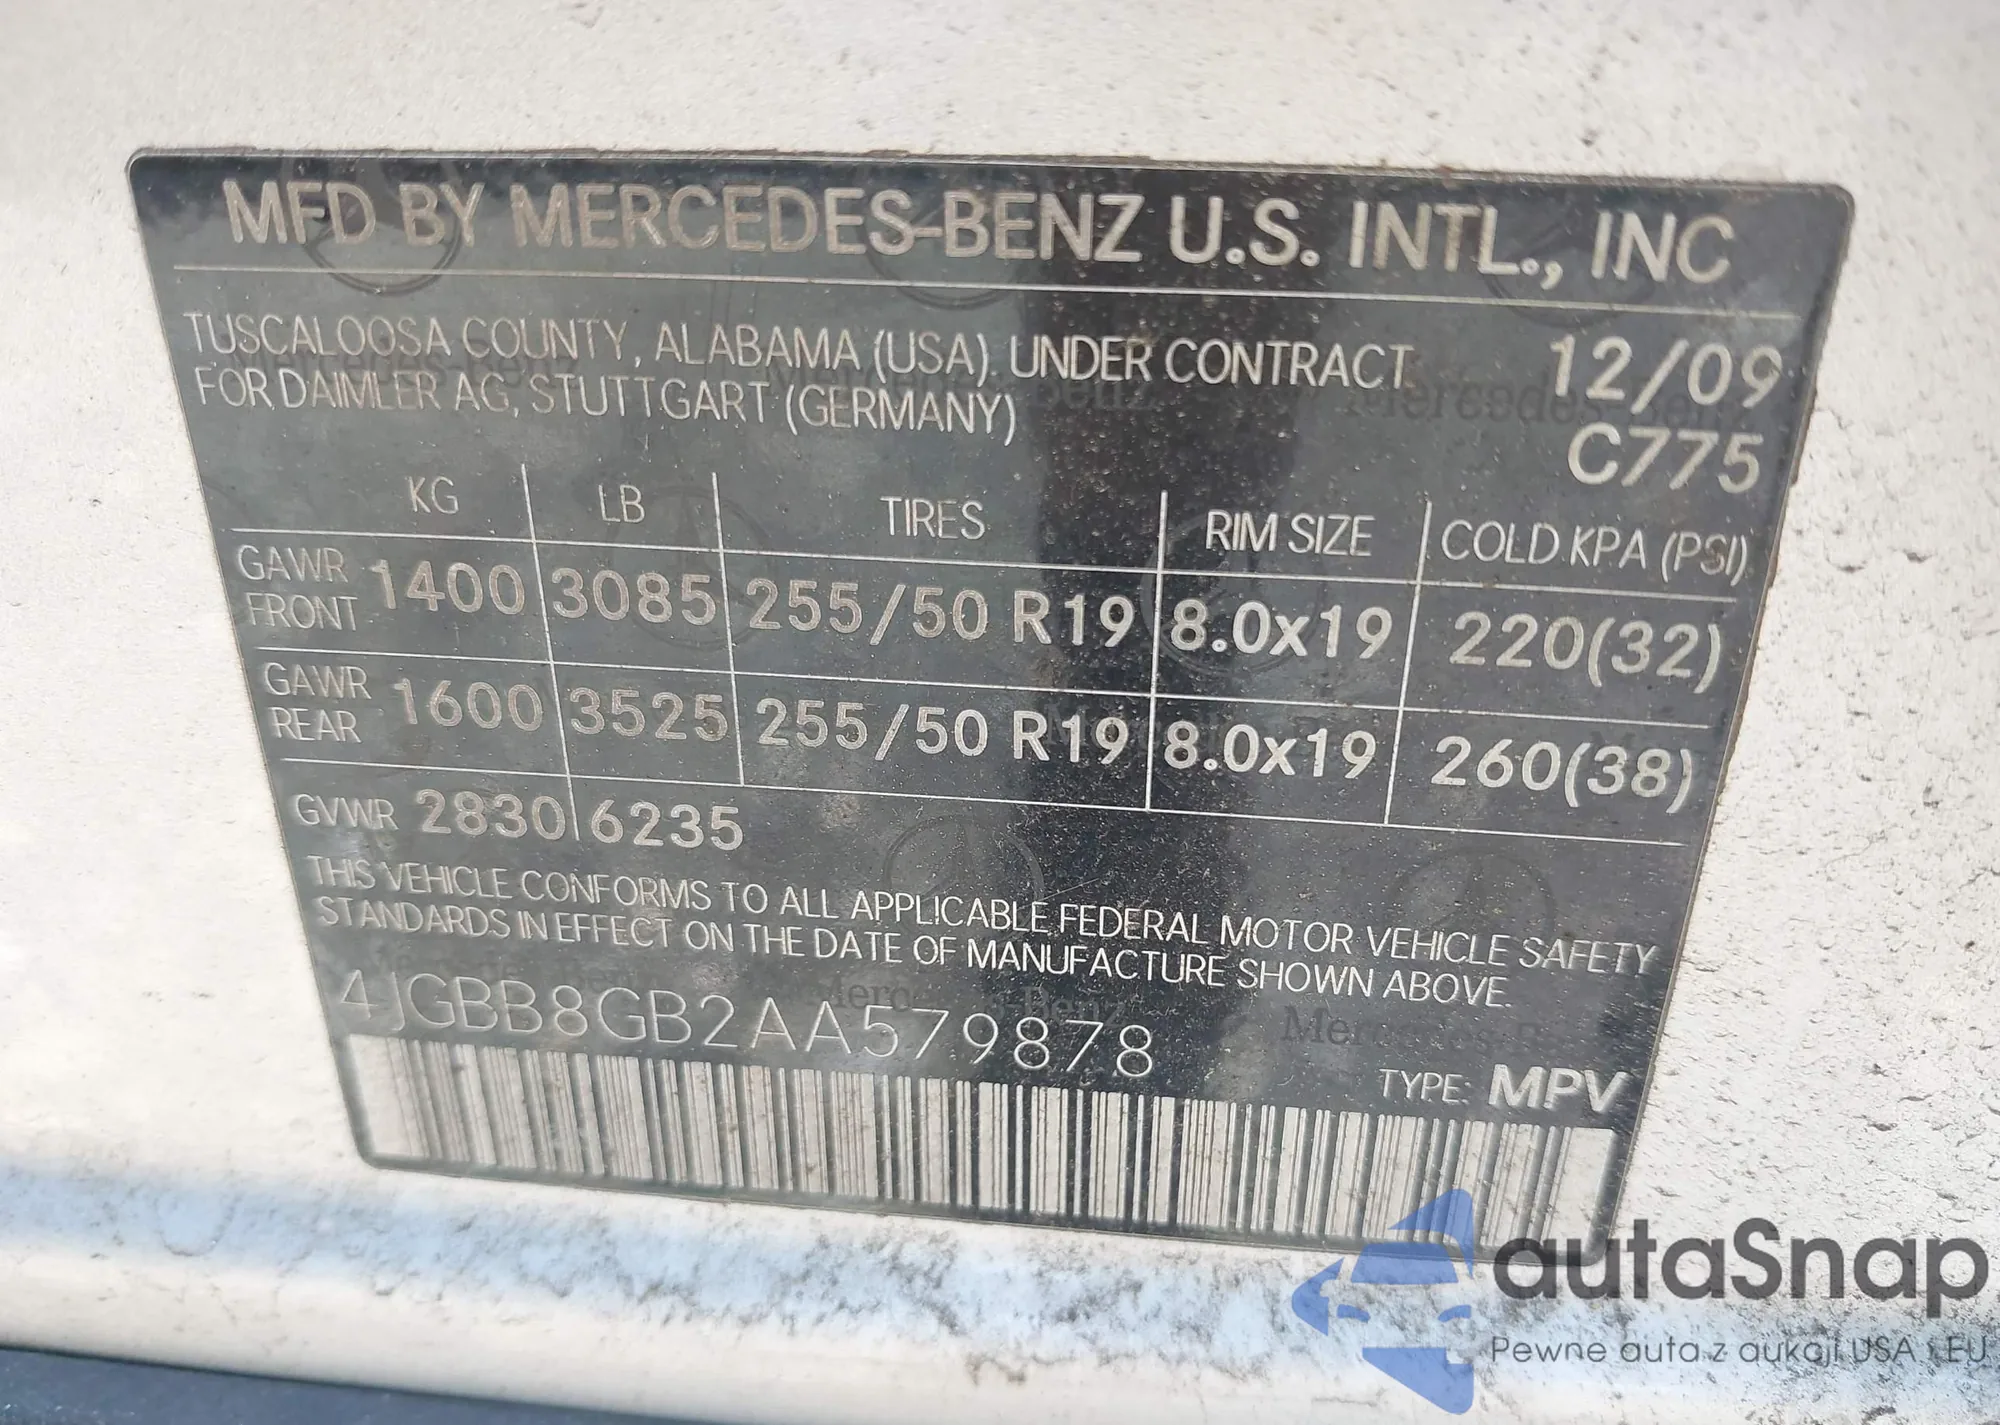 MFD BY MERCEDES-BENZ U.S. INTL., INC
TUSCALOOSA COUNTY, ALABAMA (USA). UNDER CONTRACT 12/09
FOR DAIMLER AG, STUTTGART (GERMANY)
C775
KG LB TIRES RIM SIZE COLD KPA (PSI)
GAWR FRONT 1400 3085 255/50 R19 8.0x19 220(32)
GAWR REAR 1600 3525 255/50 R19 8.0x19 260(38)
GVWR 2830 6235
THIS VEHICLE CONFORMS TO ALL APPLICABLE FEDERAL MOTOR VEHICLE SAFETY
STANDARDS IN EFFECT ON THE DATE OF MANUFACTURE SHOWN ABOVE.
4JGBB8GB2AA579878
TYPE: MPV
autaSnap
Pewne auta z aukcji USA i EU